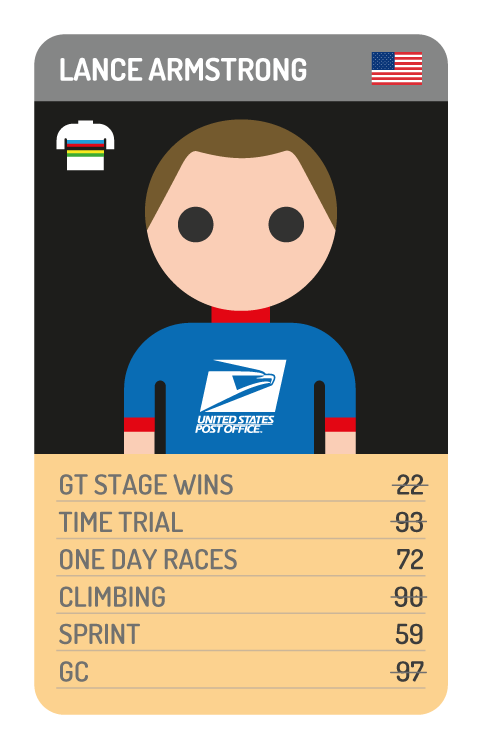 LANCE ARMSTRONG
UNITED STATES
POST OFFICE.
GT STAGE WINS 22
TIME TRIAL 93
ONE DAY RACES 72
CLIMBING 90
SPRINT 59
GC 97